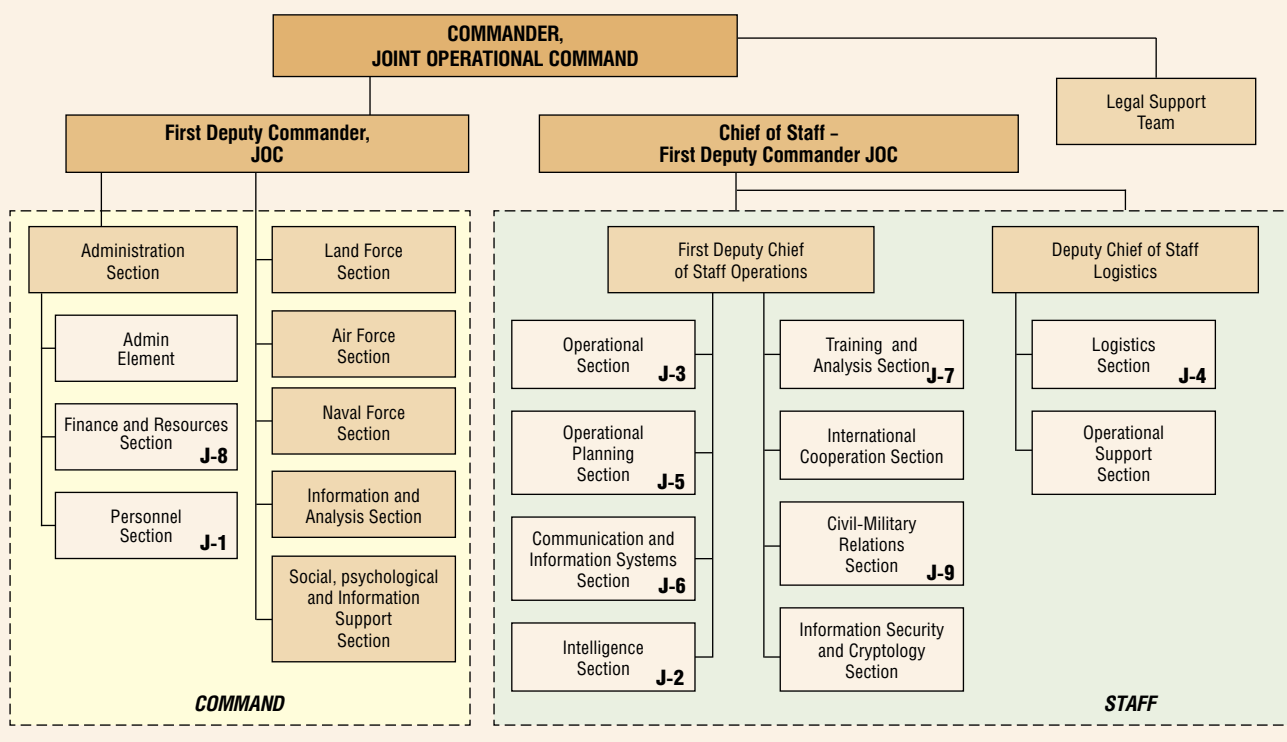 COMMANDER,
JOINT OPERATIONAL COMMAND
Legal Support
Team
First Deputy Commander,
JOC
Chief of Staff –
First Deputy Commander JOC
Administration
Section
Admin
Element
Finance and Resources
Section
J-8
Personnel
Section
J-1
Land Force
Section
Air Force
Section
Naval Force
Section
Information and
Analysis Section
Social, psychological
and Information
Support
Section
COMMAND
First Deputy Chief
of Staff Operations
Operational
Section
J-3
Operational
Planning
Section
J-5
Communication and
Information Systems
Section
J-6
Intelligence
Section
J-2
Training and
Analysis Section
J-7
International
Cooperation Section
Civil-Military
Relations
Section
J-9
Information Security
and Cryptology
Section
Deputy Chief of Staff
Logistics
Logistics
Section
J-4
Operational
Support
Section
STAFF